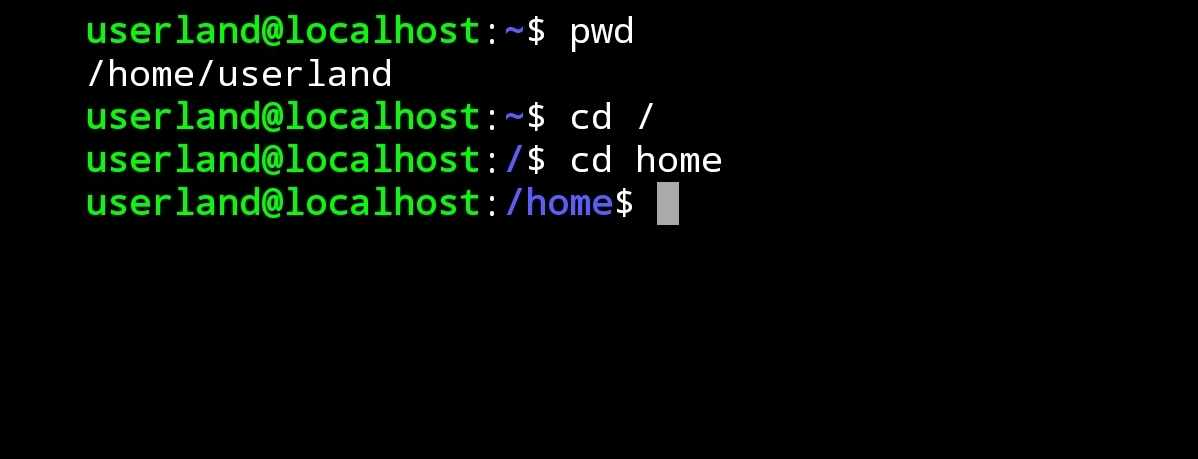 userland@localhost:~$ pwd
/home/userland
userland@localhost:~$ cd /
userland@localhost:/$ cd home
userland@localhost:/home$